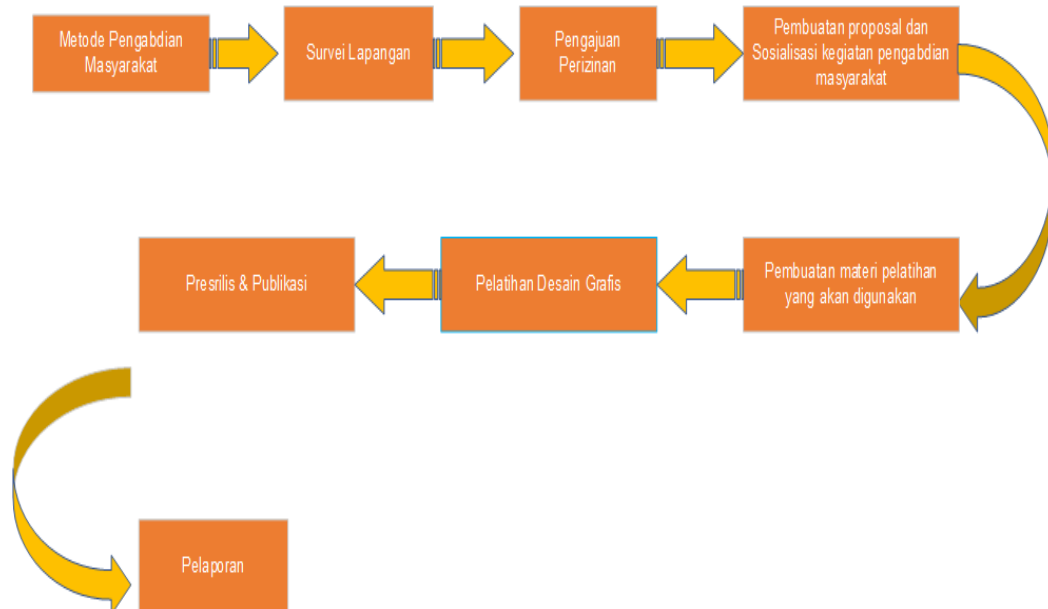 Metode Pengabdian
Masyarakat
Survei Lapangan
Pengajuan
Perizinan
Pembuatan proposal dan
Sosialisasi kegiatan pengabdian
masyarakat
Pembuatan materi pelatihan
yang akan digunakan
Pelatihan Desain Grafis
Presrilis & Publikasi
Pelaporan